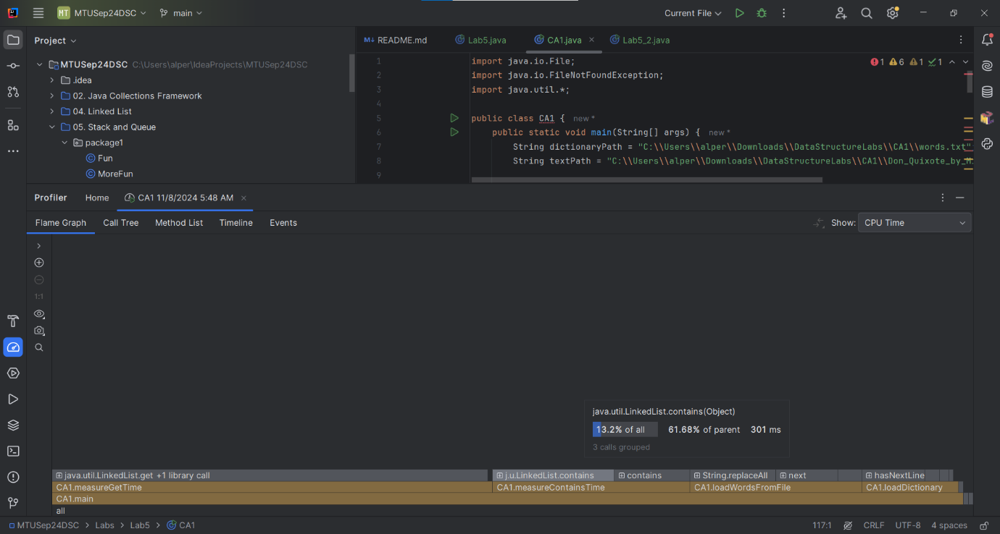 MT MTUSep24DSC main Current File
Project
MTUSep24DSC C:\Users\alper\IdeaProjects\MTUSep24DSC
.idea
02. Java Collections Framework
04. Linked List
05. Stack and Queue
package1
Fun
MoreFun
M↓ README.md Lab5.java CA1.java Lab5_2.java
1 import java.io.File;
2 import java.io.FileNotFoundException;
3 import java.util.*;
4
5 public class CA1 { new *
6 public static void main(String[] args) { new *
7 String dictionaryPath = "C:\\Users\\alper\\Downloads\\DataStructureLabs\\CA1\\words.txt"
8 String textPath = "C:\\Users\\alper\\Downloads\\DataStructureLabs\\CA1\\Don_Quixote_by_M
9
1 6 1 1
Profiler Home CA1 11/8/2024 5:48 AM
Flame Graph Call Tree Method List Timeline Events Show: CPU Time
1:1
java.util.LinkedList.contains(Object)
13.2% of all 61.68% of parent 301 ms
3 calls grouped
java.util.LinkedList.get +1 library call j.u.LinkedList.contains contains String.replaceAll next hasNextLine
CA1.measureGetTime CA1.measureContainsTime CA1.loadWordsFromFile CA1.loadDictionary
CA1.main
all
MTUSep24DSC > Labs > Lab5 > CA1 117:1 CRLF UTF-8 4 spaces